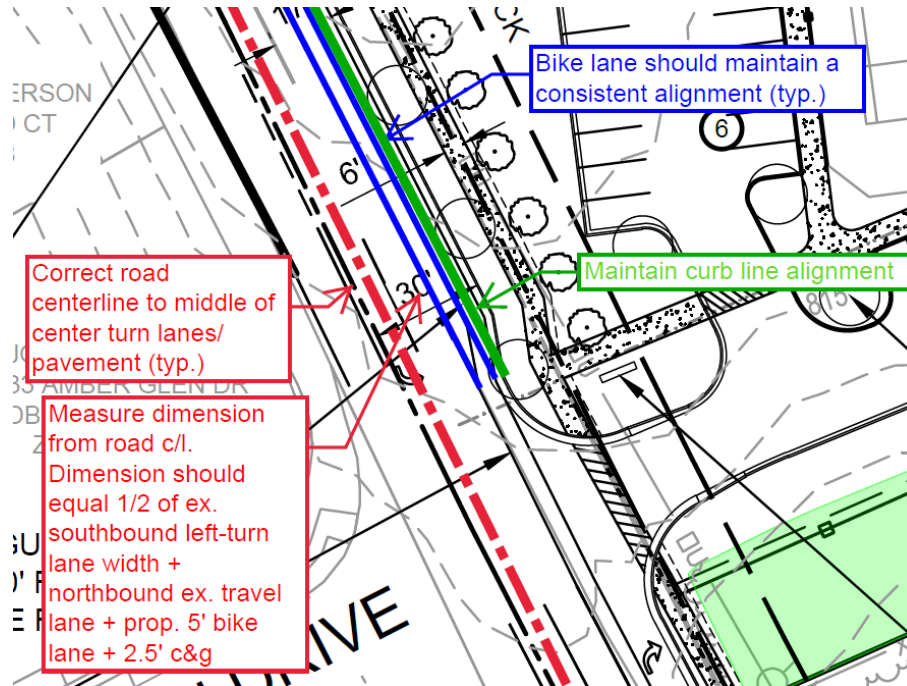 CK
ERSON
CT
Bike lane should maintain a
consistent alignment (typ.)
6
6'
Correct road
centerline to middle of
center turn lanes/
pavement (typ.)
Maintain curb line alignment
815
30'
AMBER GLEN DR
Measure dimension
from road c/l.
Dimension should
equal 1/2 of ex.
southbound left-turn
lane width +
northbound ex. travel
lane + prop. 5' bike
lane + 2.5' c&g
DRIVE